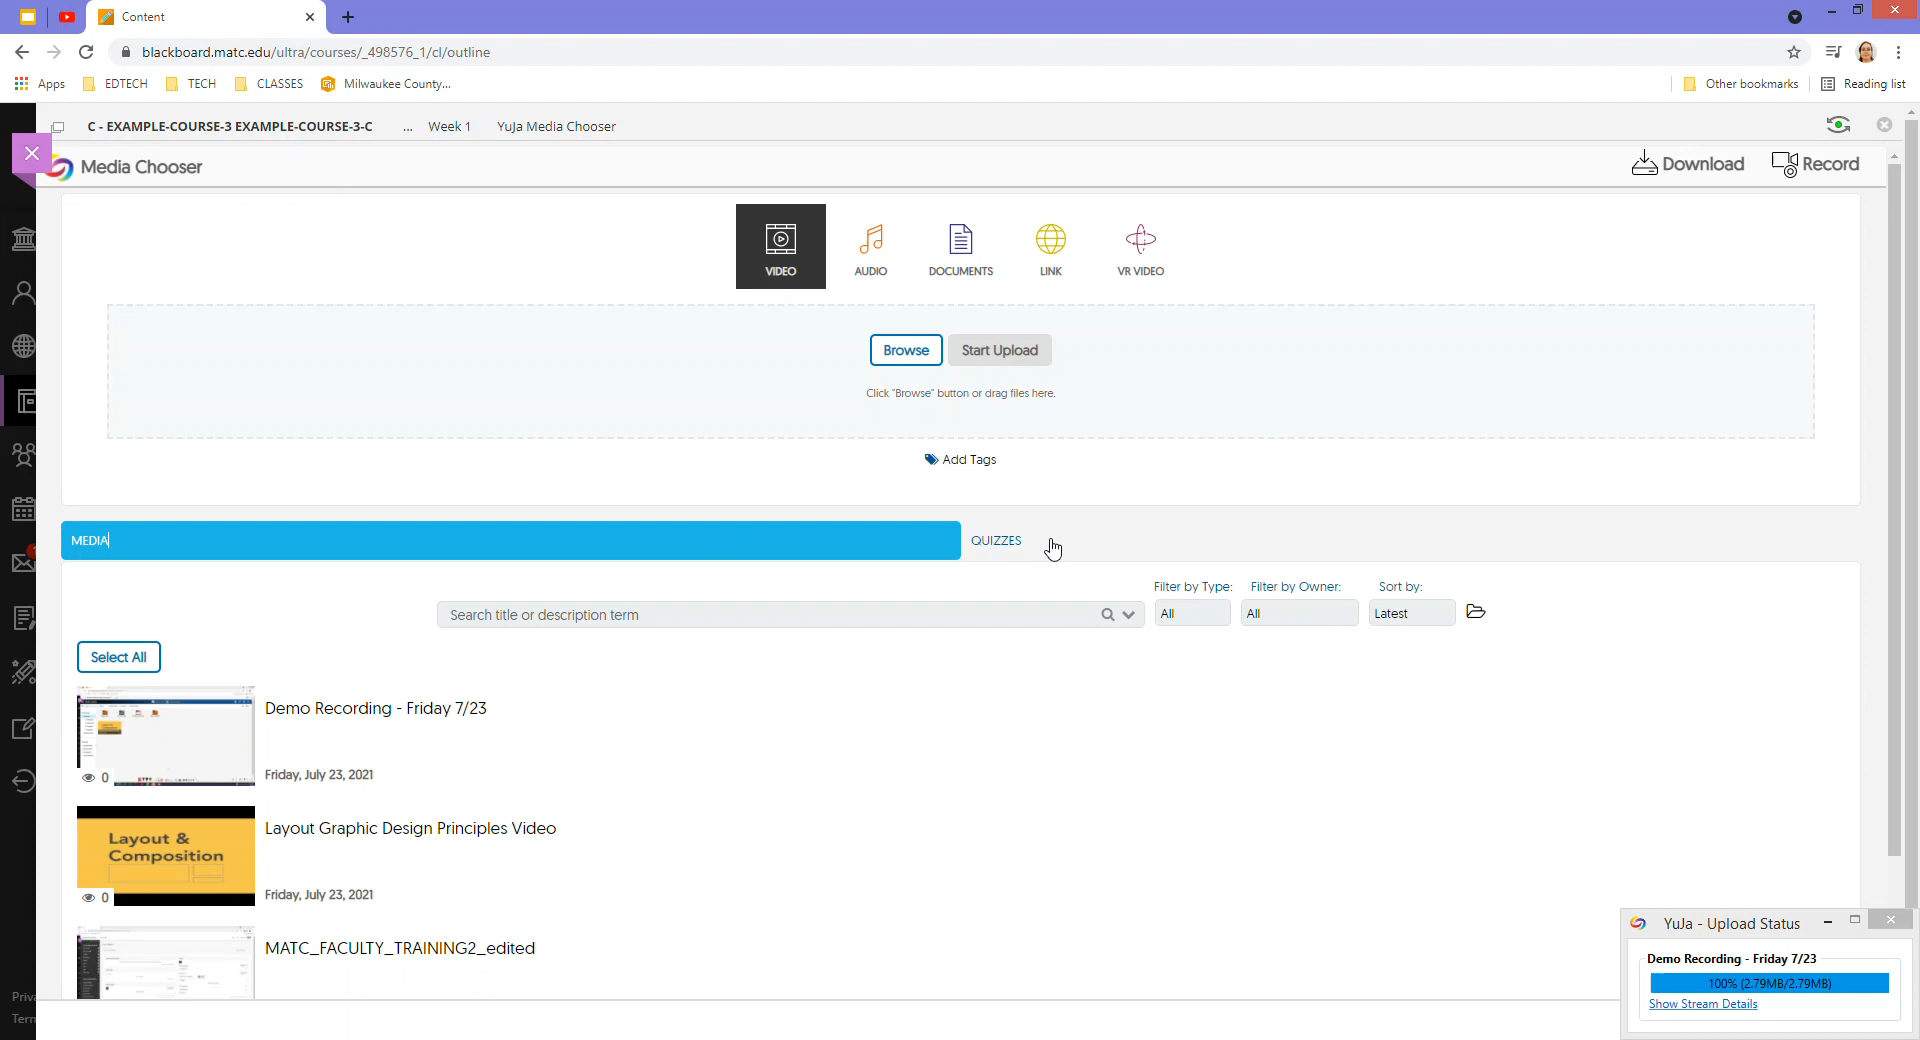 Content
blackboard.matc.edu/ultra/courses/_498576_1/cl/outline
Apps EDTECH TECH CLASSES Milwaukee County... Other bookmarks Reading list
C - EXAMPLE-COURSE-3 EXAMPLE-COURSE-3-C ... Week 1 YuJa Media Chooser
Media Chooser Download Record
VIDEO AUDIO DOCUMENTS LINK VR VIDEO
Browse Start Upload
Click "Browse" button or drag files here.
Add Tags
MEDIA QUIZZES
Filter by Type: Filter by Owner: Sort by:
Search title or description term All All Latest
Select All
Demo Recording - Friday 7/23
0 Friday, July 23, 2021
Layout &
Composition
Layout Graphic Design Principles Video
0 Friday, July 23, 2021
MATC_FACULTY_TRAINING2_edited
YuJa - Upload Status
Demo Recording - Friday 7/23
100% (2.79MB/2.79MB)
Show Stream Details
Priva
Term